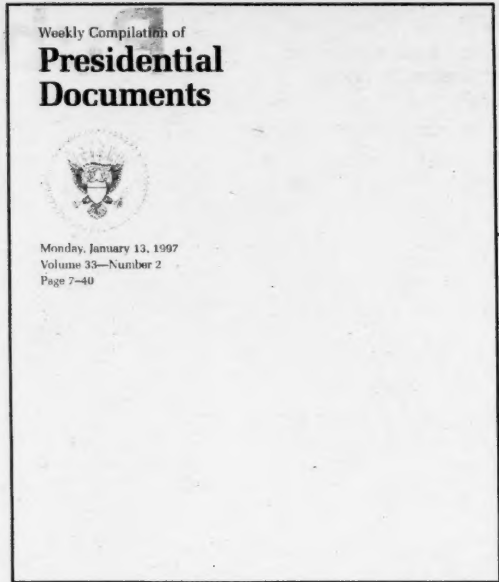 Weekly Compilation of
Presidential
Documents
Monday, January 13, 1997
Volume 33—Number 2
Page 7–40